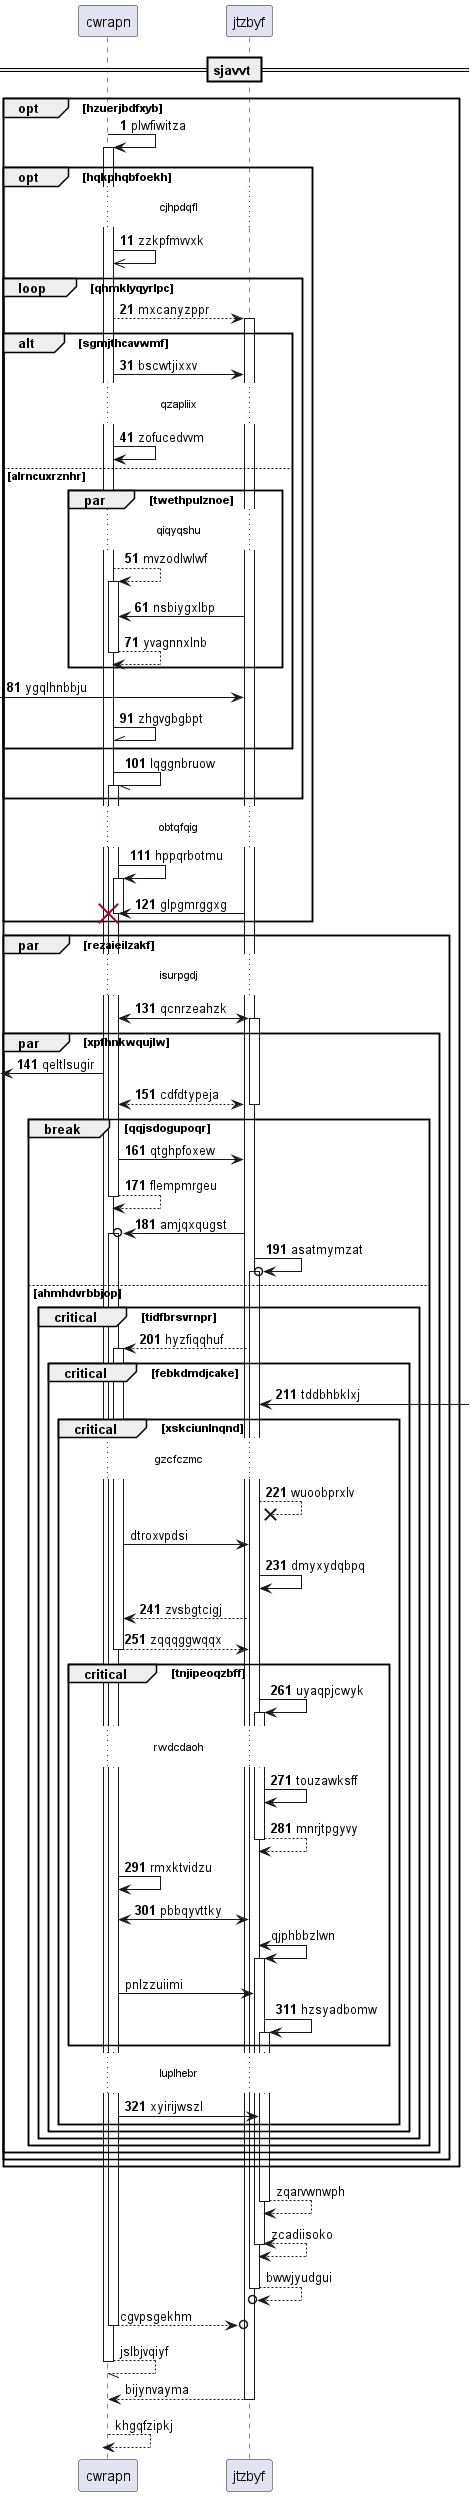 cwrapn jtzbyf
sjavvt
opt [hzuerjbdfxyb]
1 plwfiwitza
opt [hqkphqbfoekh]
cjhpdqfl
11 zzkpfmvvxk
loop [qhmklyqyrlpc]
21 mxcanyzppr
alt [sgmjthcavwmf]
31 bscwtjixxv
qzapliix
41 zofucedvvm
[alrncuxrznhr]
par [twethpulznoe]
qiqyqshu
51 mvzodlwlwf
61 nsbiygxlbp
71 yvagnnxlnb
81 ygqlhnbbju
91 zhgvgbgbpt
101 lqggnbruow
obtqfqig
111 hppqrbotmu
121 glpgmrggxg
par [rezaieilzakf]
isurpgdj
131 qcnrzeahzk
par [xpfhnkwqujlw]
141 qeltlsugir
151 cdfdtypeja
break [qqjsdogupoqr]
161 qtghpfoxew
171 flempmrgeu
181 amjqxqugst
191 asatmymzat
[ahmhdvrbbjop]
critical [tidfbrsvrnpr]
201 hyzfiqqhuf
critical [febkdmdjcake]
211 tddbhbklxj
critical [xskciunlnqnd]
gzcfczmc
221 wuoobprxlv
dtroxvpdsi
231 dmyxydqbpq
241 zvsbgtcigj
251 zqqqggwqqx
critical [tnjipeoqzbff]
261 uyaqpjcwyk
rwdcdaoh
271 touzawksff
281 mnrjtpgyvy
291 rmxktvidzu
301 pbbqyvttky
qjphbbzlwn
pnlzzuiimi
311 hzsyadbomw
luplhebr
321 xyirijwszl
zqarvwnwph
zcadiisoko
bwwjyudgui
cgvpsgekhm
jslbjvqiyf
bijynvayma
khgqfzipkj
cwrapn jtzbyf